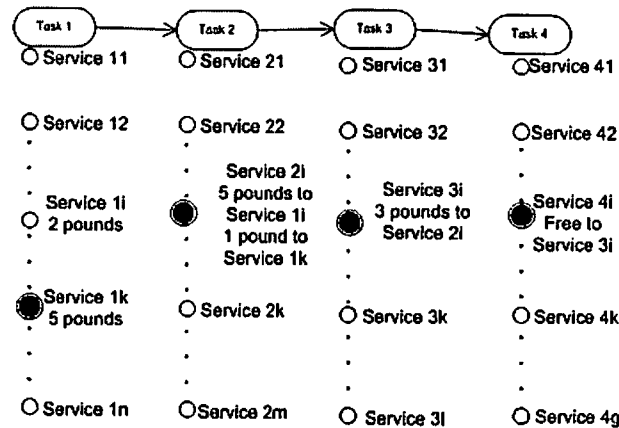 Task 1
Task 2
Task 3
Task 4
Service 11
Service 21
Service 31
Service 41
Service 12
Service 22
Service 32
Service 42
Service 1i
2 pounds
Service 2i
5 pounds to
Service 1i
1 pound to
Service 1k
Service 3i
3 pounds to
Service 2i
Service 4i
Free to
Service 3i
Service 1k
5 pounds
Service 2k
Service 3k
Service 4k
Service 1n
Service 2m
Service 3l
Service 4g